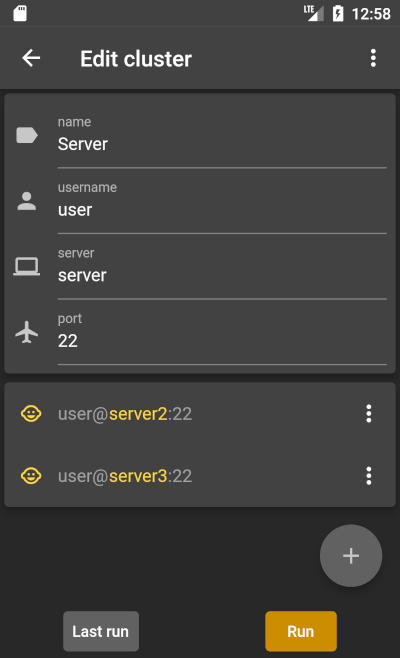 LTE 12:58
Edit cluster
name
Server
username
user
server
server
port
22
user@server2:22
user@server3:22
+
Last run Run